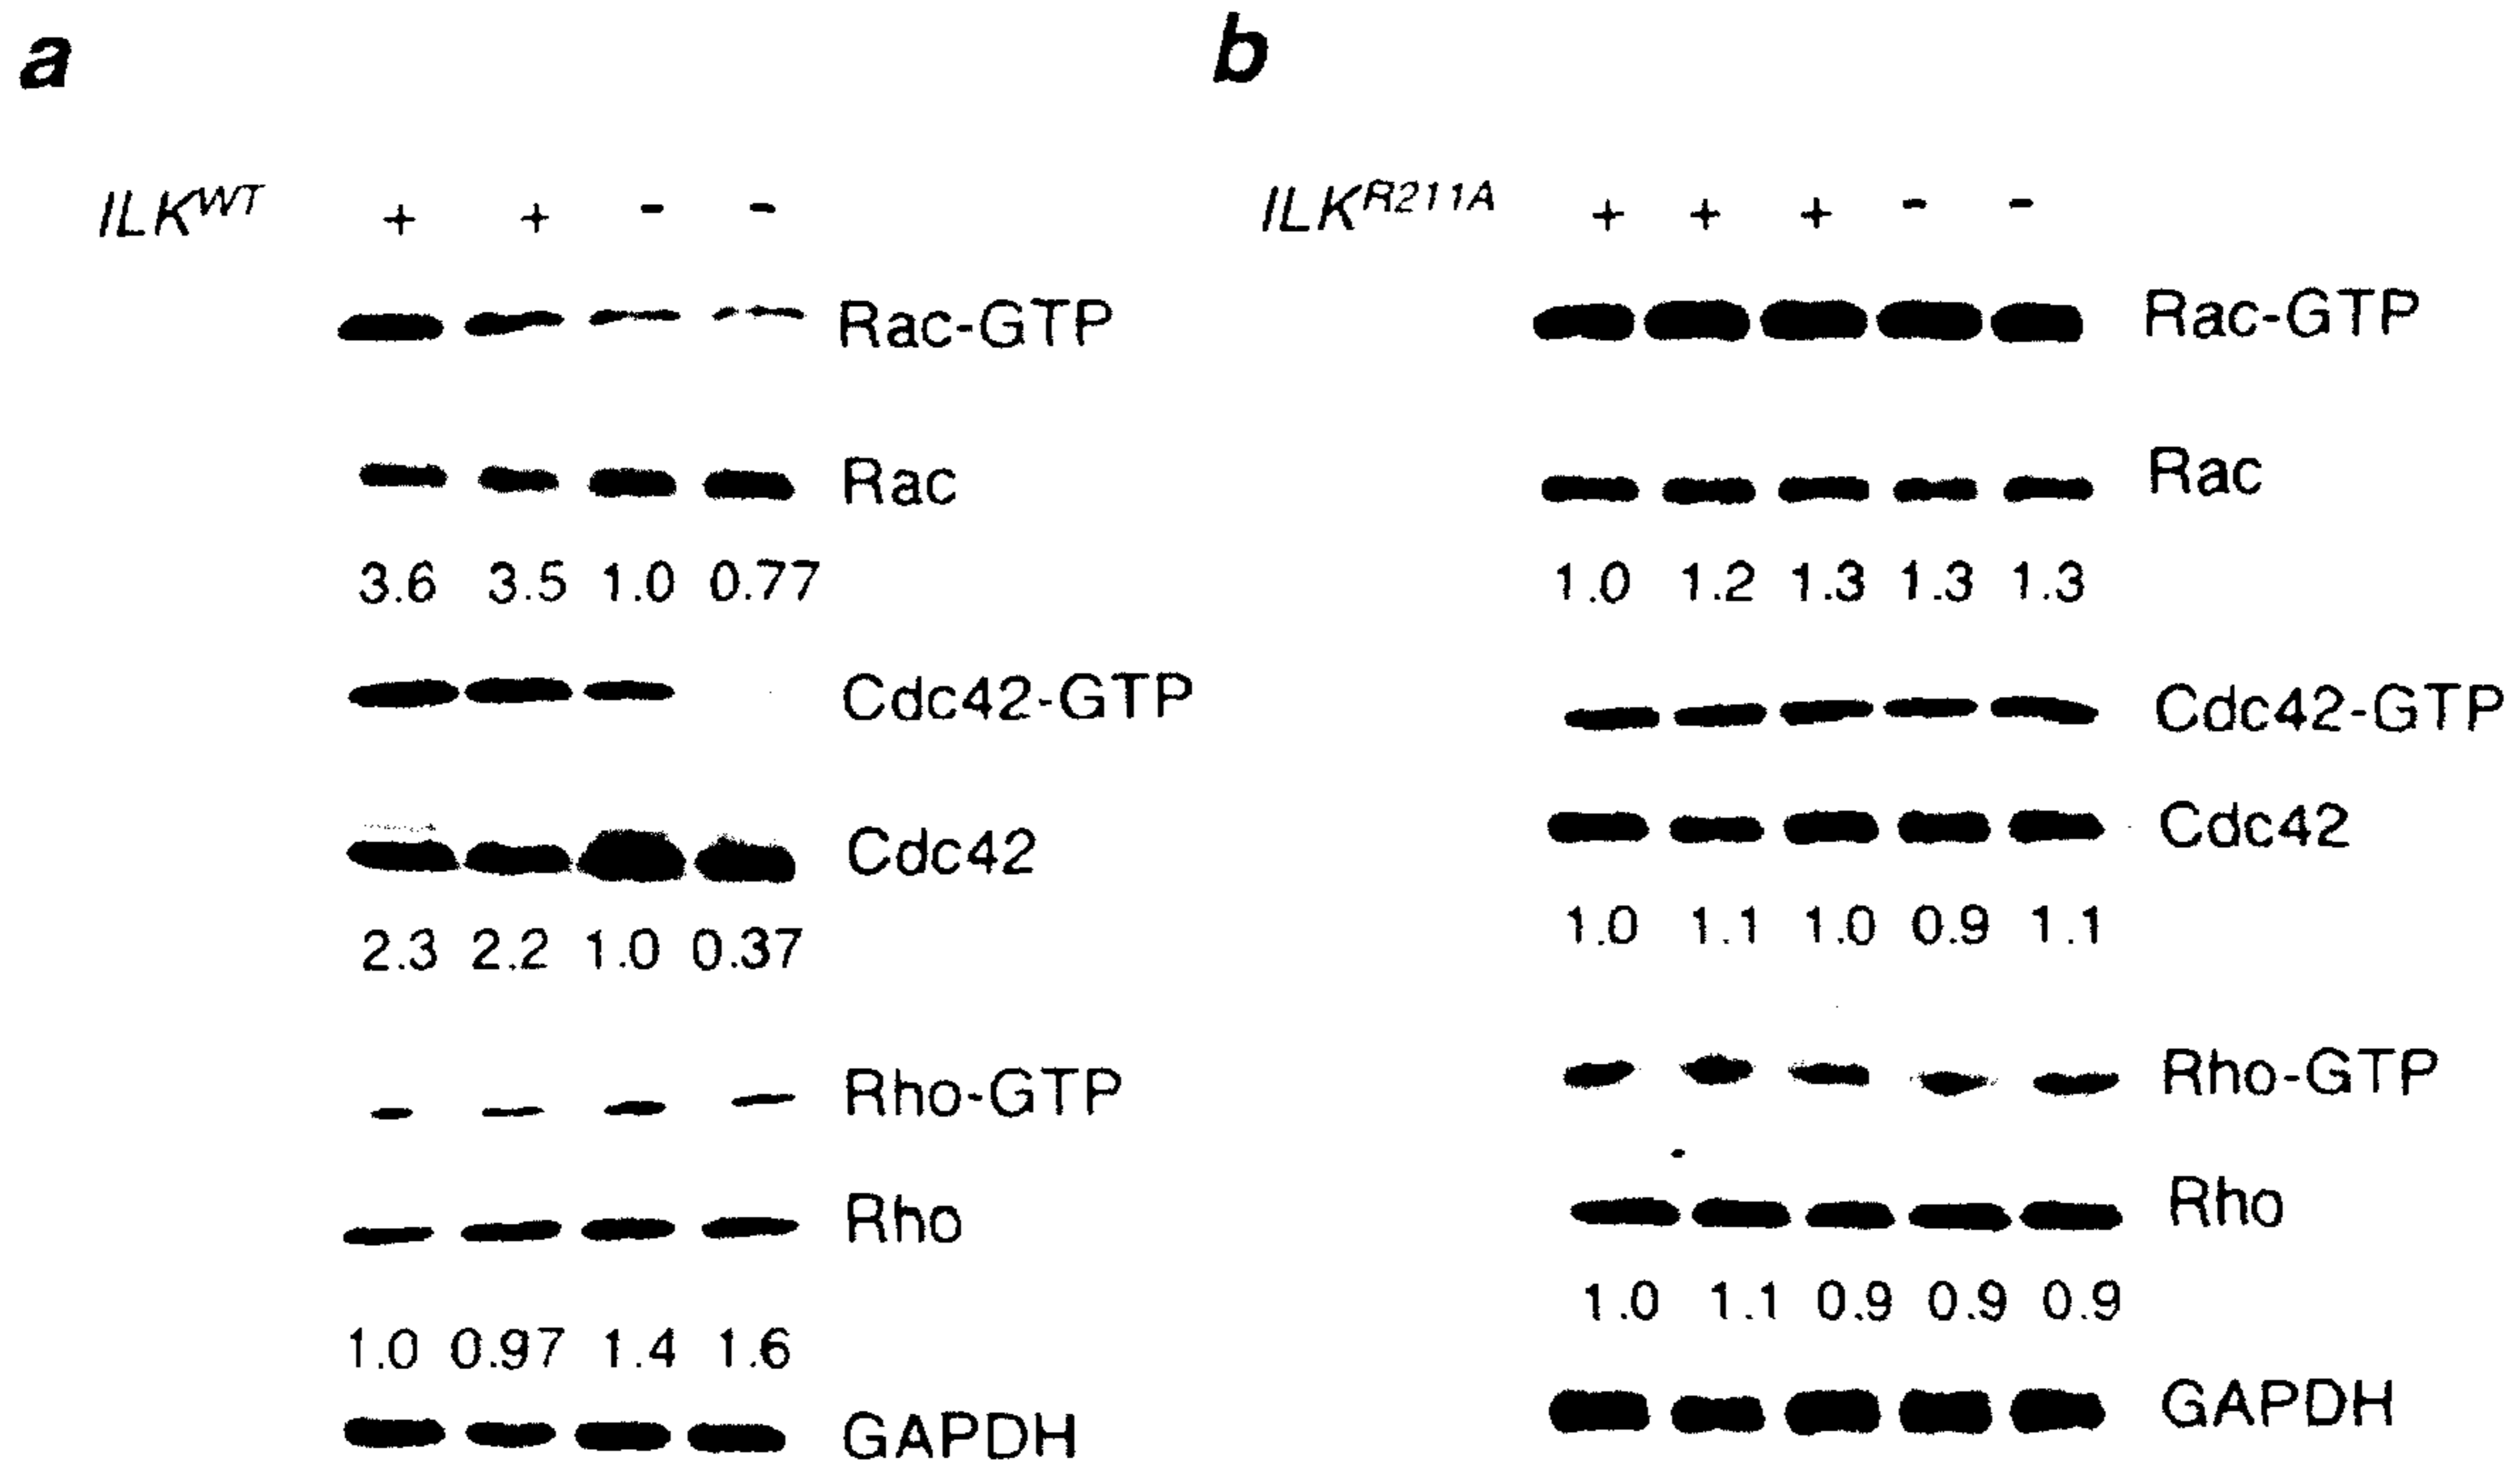 a
ILKWT + + - -
Rac-GTP
Rac
3.6 3.5 1.0 0.77
Cdc42-GTP
Cdc42
2.3 2.2 1.0 0.37
Rho-GTP
Rho
1.0 0.97 1.4 1.6
GAPDH
b
ILKR211A + + + - -
Rac-GTP
Rac
1.0 1.2 1.3 1.3 1.3
Cdc42-GTP
Cdc42
1.0 1.1 1.0 0.9 1.1
Rho-GTP
Rho
1.0 1.1 0.9 0.9 0.9
GAPDH